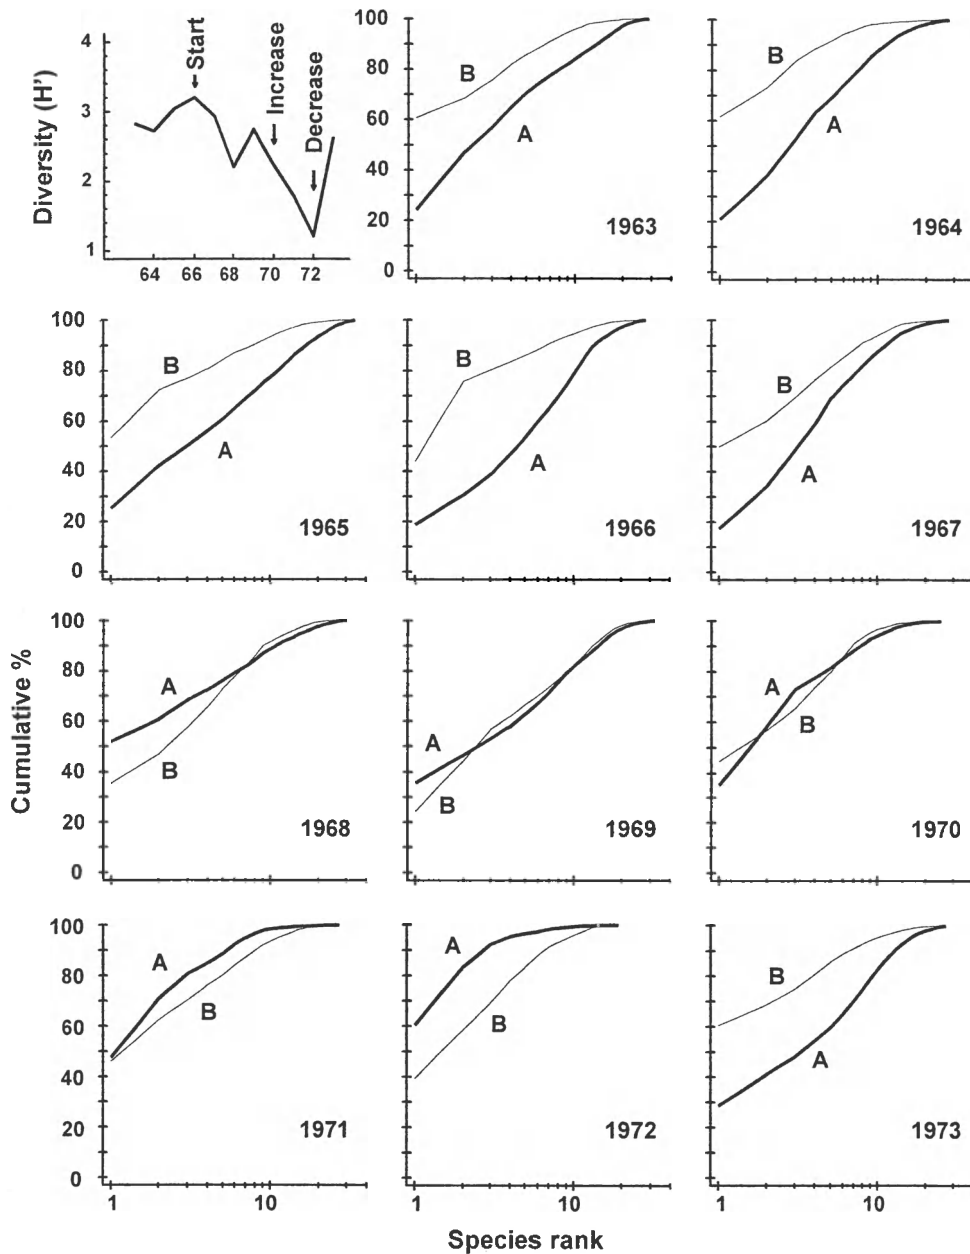 Diversity (H')
4
3
2
1
64 66 68 70 72
Start
Increase
Decrease
100
80
60
40
20
0
B
A
1963
B
A
1964
100
80
60
40
20
0
B
A
1965
B
A
1966
B
A
1967
Cumulative %
100
80
60
40
20
0
A
B
1968
A
B
1969
A
B
1970
100
80
60
40
20
0
A
B
1971
A
B
1972
B
A
1973
1 10 1 10 1 10
Species rank